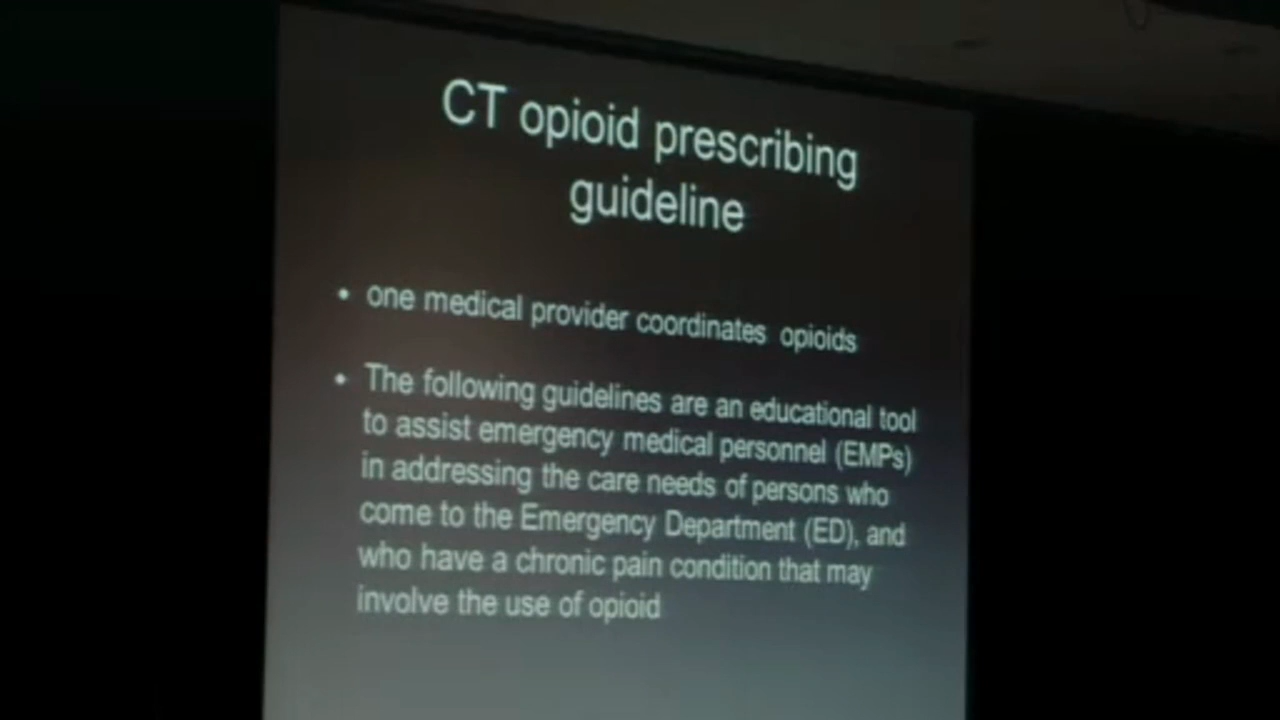 CT opioid prescribing
guideline
• one medical provider coordinates opioids
• The following guidelines are an educational tool
to assist emergency medical personnel (EMPs)
in addressing the care needs of persons who
come to the Emergency Department (ED), and
who have a chronic pain condition that may
involve the use of opioid